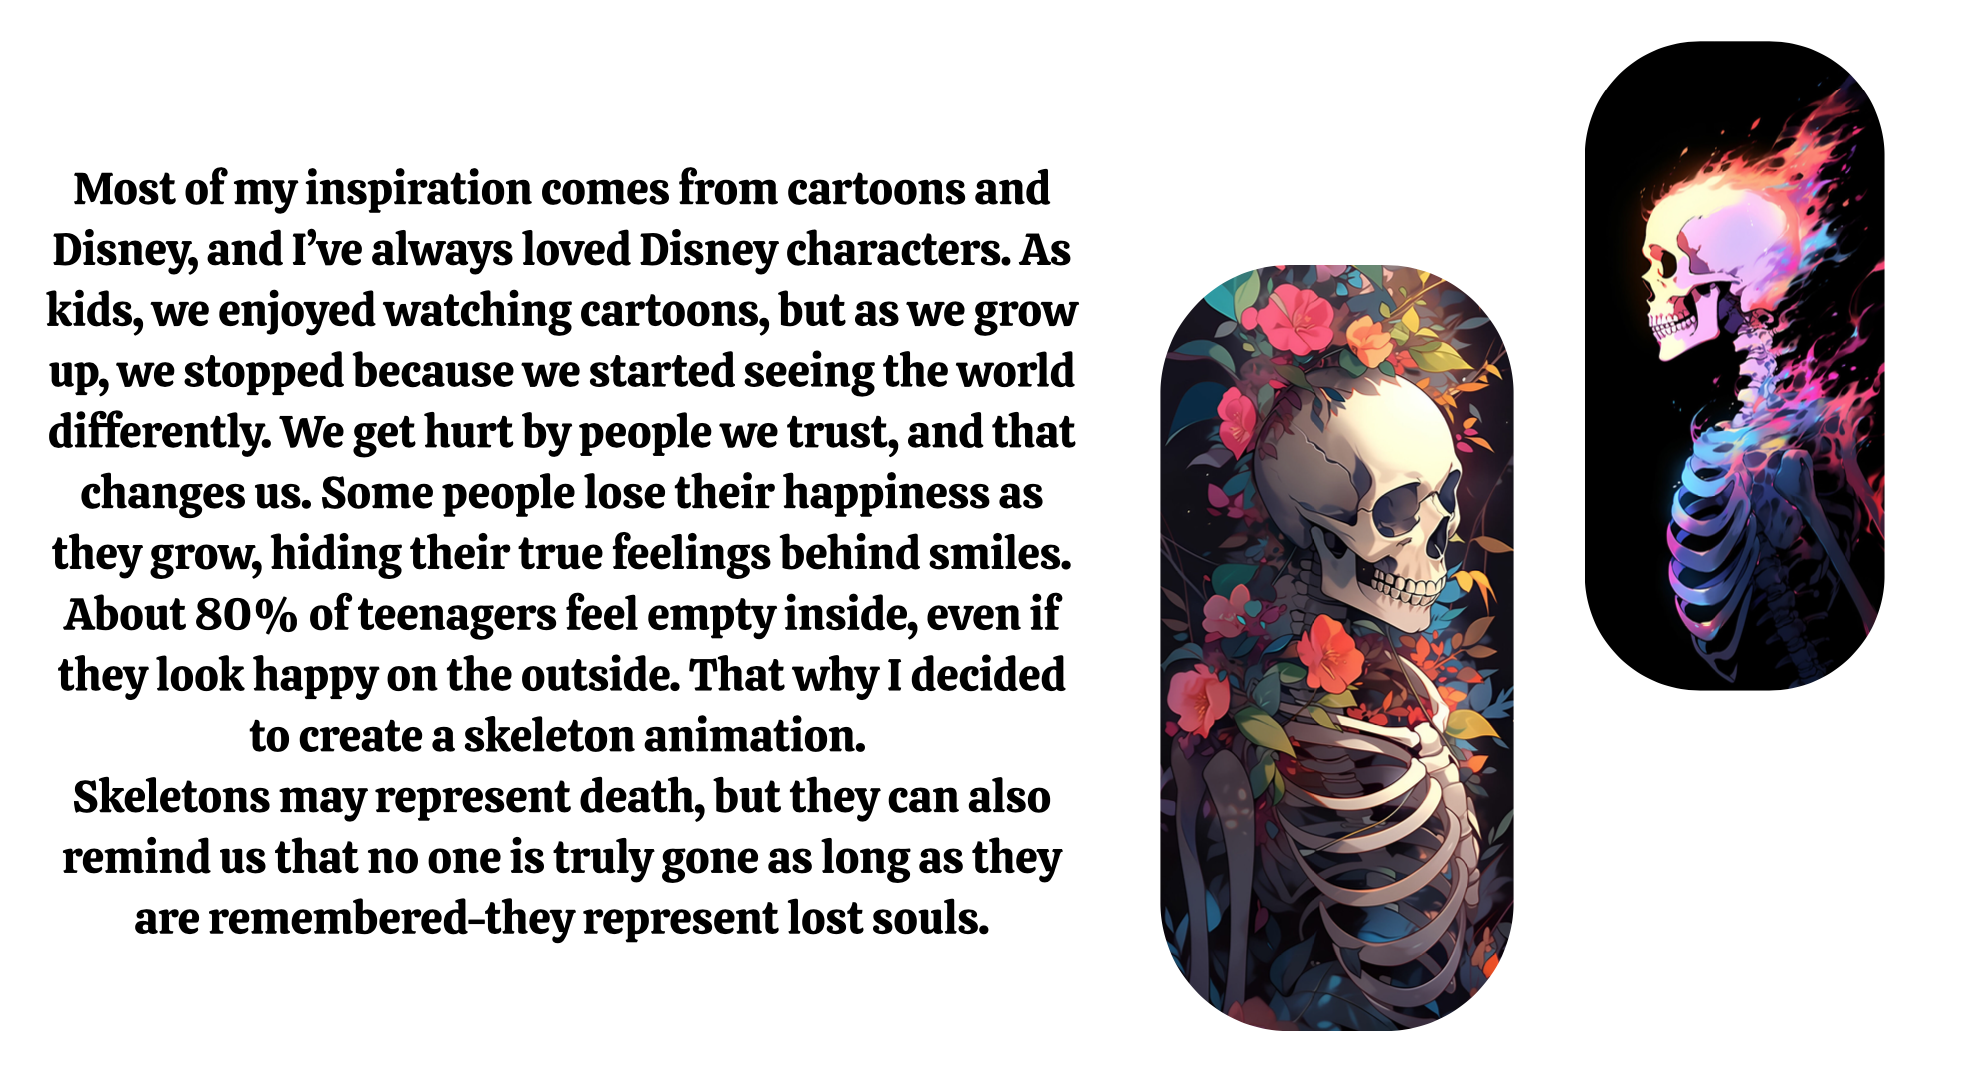 Most of my inspiration comes from cartoons and
Disney, and I’ve always loved Disney characters. As
kids, we enjoyed watching cartoons, but as we grow
up, we stopped because we started seeing the world
differently. We get hurt by people we trust, and that
changes us. Some people lose their happiness as
they grow, hiding their true feelings behind smiles.
About 80% of teenagers feel empty inside, even if
they look happy on the outside. That why I decided
to create a skeleton animation.
Skeletons may represent death, but they can also
remind us that no one is truly gone as long as they
are remembered–they represent lost souls.